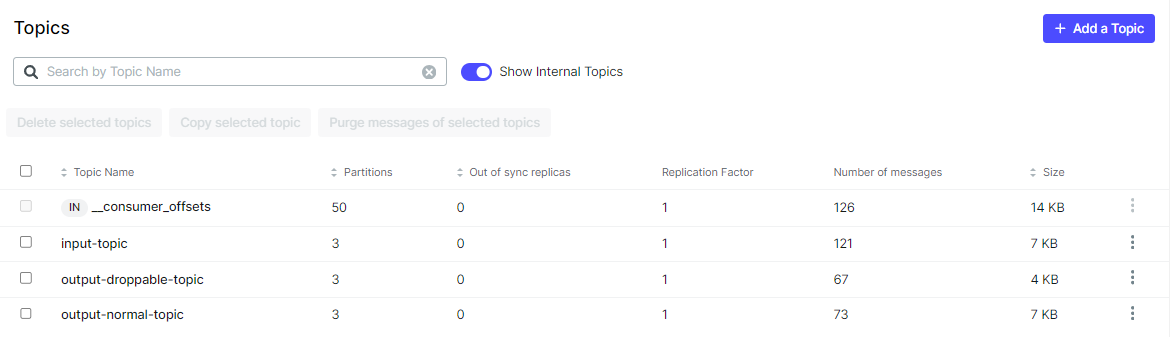 Topics
+ Add a Topic
Search by Topic Name
Show Internal Topics
Delete selected topics Copy selected topic Purge messages of selected topics
Topic Name Partitions Out of sync replicas Replication Factor Number of messages Size
IN __consumer_offsets 50 0 1 126 14 KB
input-topic 3 0 1 121 7 KB
output-droppable-topic 3 0 1 67 4 KB
output-normal-topic 3 0 1 73 7 KB